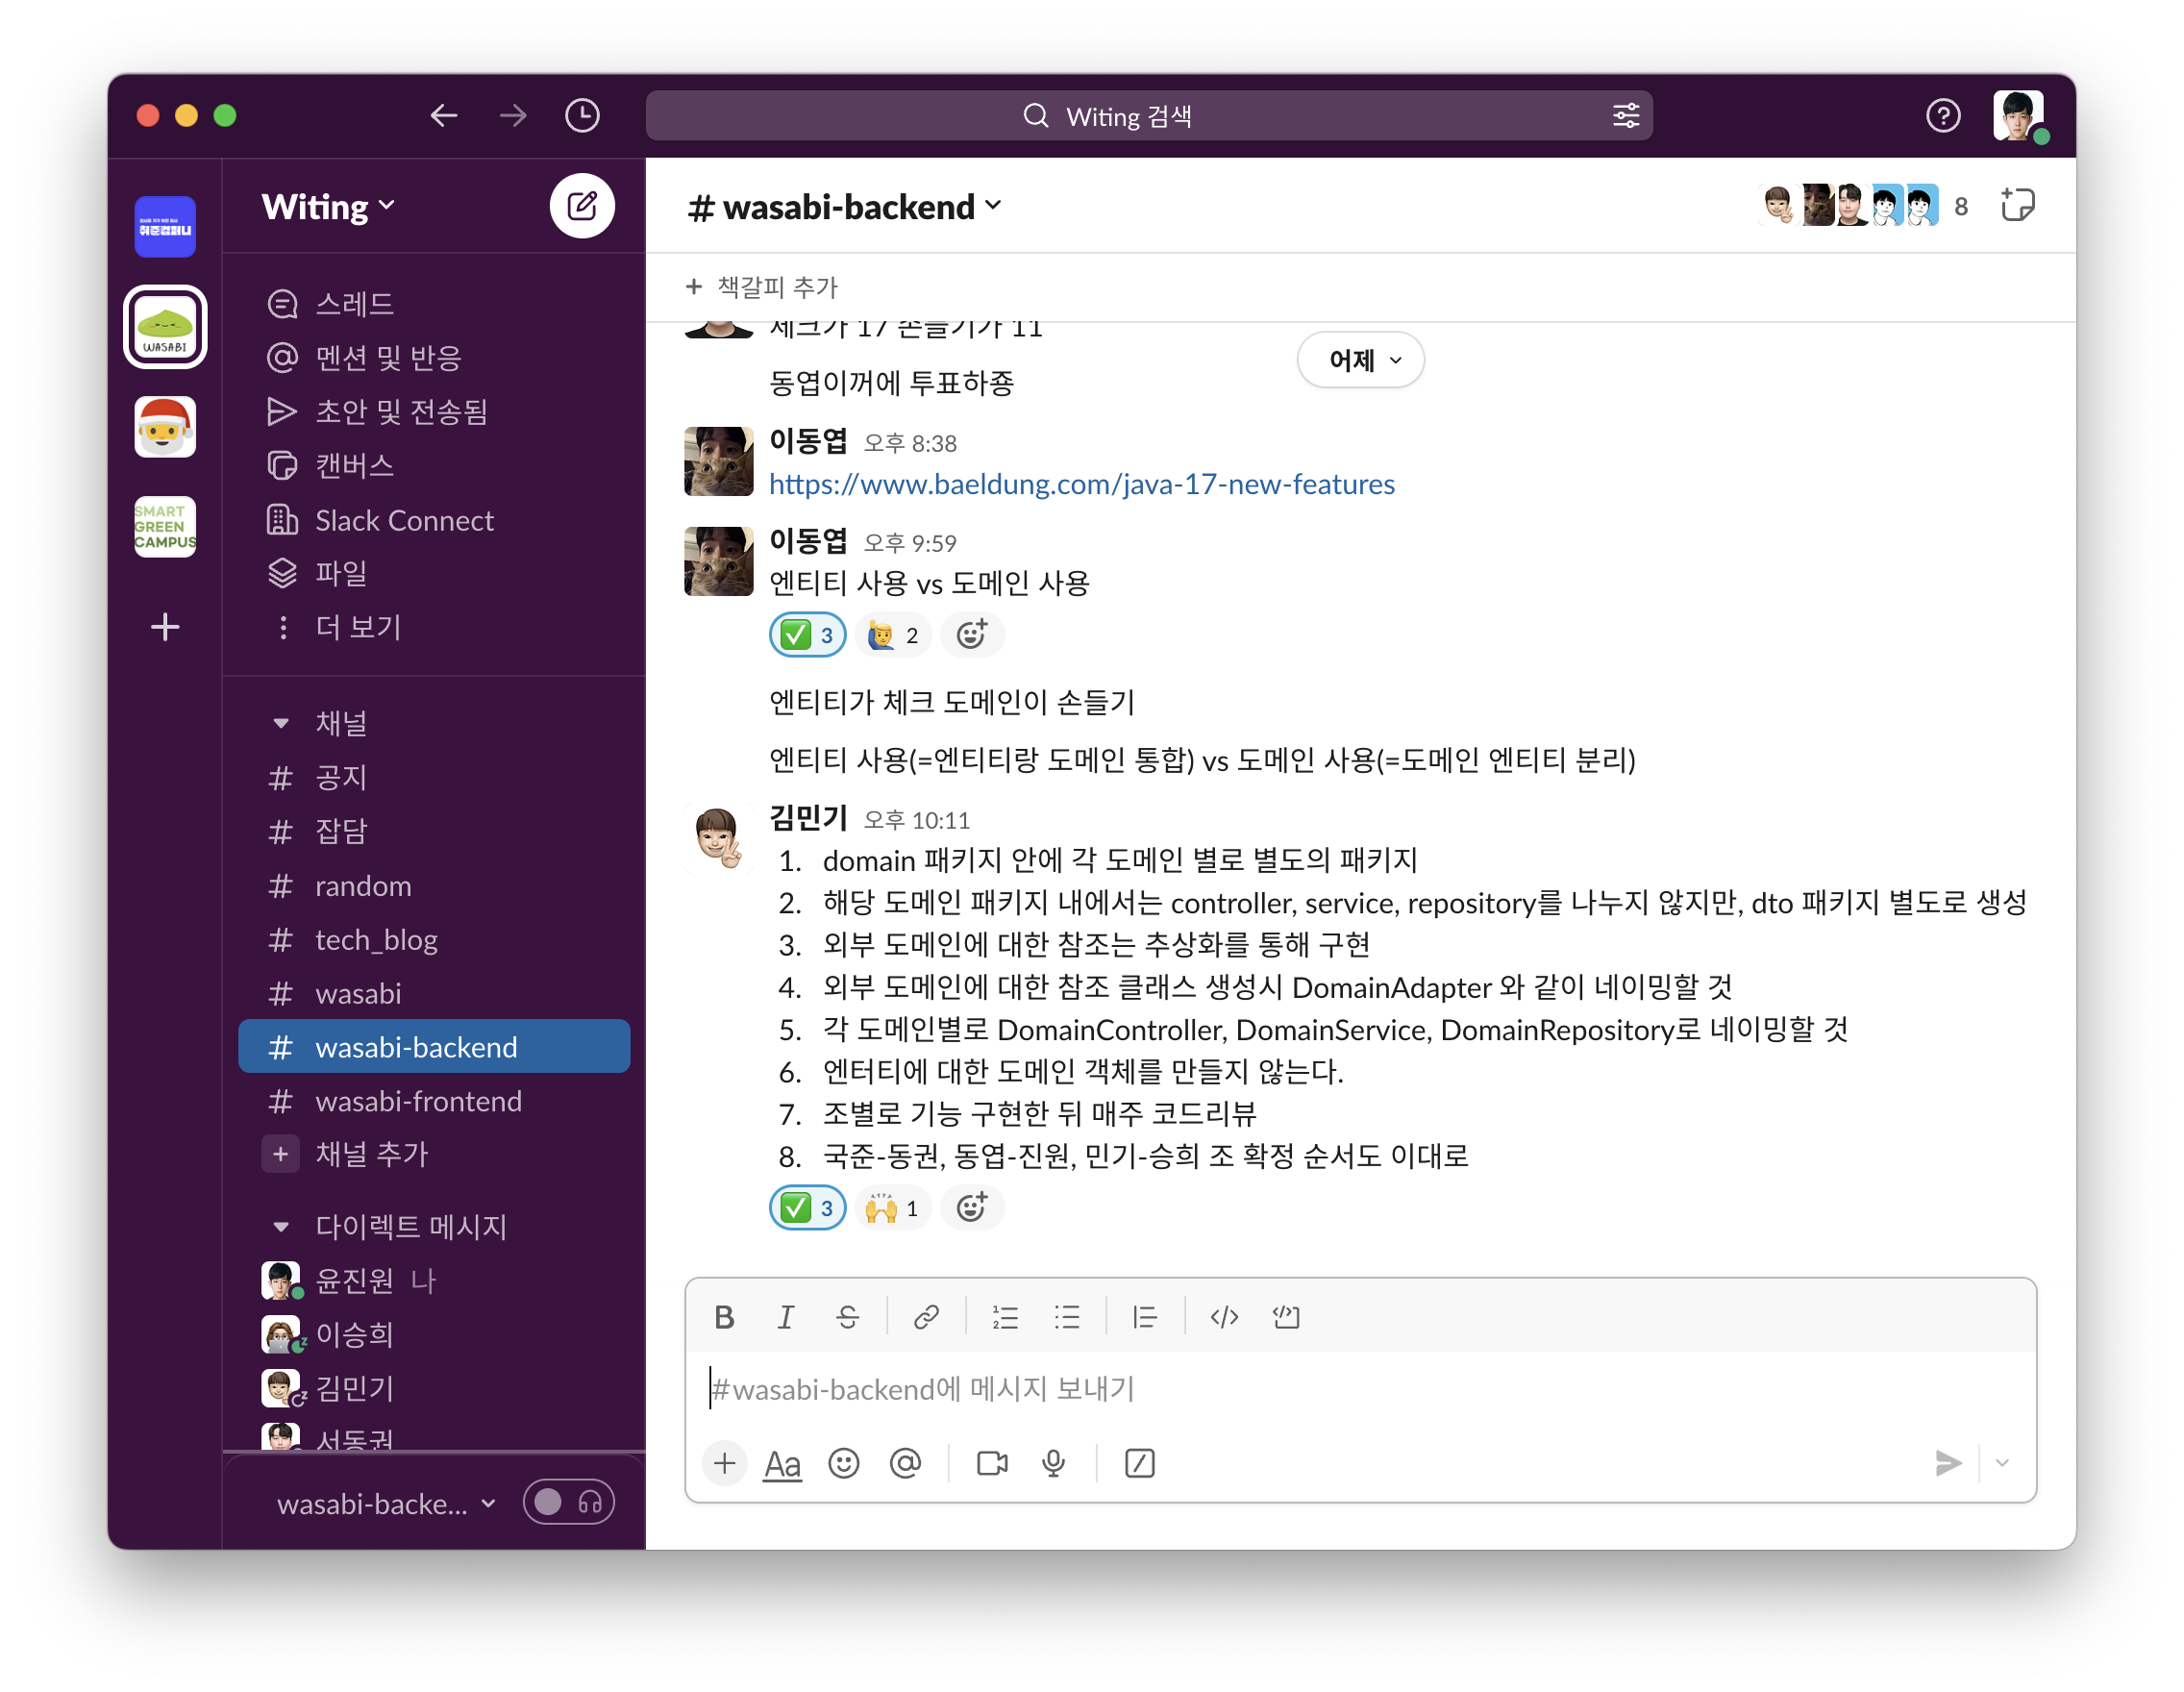 Witing 검색
취준컴퍼니
WASABI
SMART
GREEN
CAMPUS
Witing
스레드
멘션 및 반응
초안 및 전송됨
캔버스
Slack Connect
파일
더 보기
채널
# 공지
# 잡담
# random
# tech_blog
# wasabi
# wasabi-backend
# wasabi-frontend
+ 채널 추가
다이렉트 메시지
윤진원 나
이승희
김민기
서동권
wasabi-backe...
# wasabi-backend
8
+ 책갈피 추가
체크가 17 손들기가 11
어제
동엽이꺼에 투표하죵
이동엽 오후 8:38
https://www.baeldung.com/java-17-new-features
이동엽 오후 9:59
엔티티 사용 vs 도메인 사용
3 2
엔티티가 체크 도메인이 손들기
엔티티 사용(=엔티티랑 도메인 통합) vs 도메인 사용(=도메인 엔티티 분리)
김민기 오후 10:11
1. domain 패키지 안에 각 도메인 별로 별도의 패키지
2. 해당 도메인 패키지 내에서는 controller, service, repository를 나누지 않지만, dto 패키지 별도로 생성
3. 외부 도메인에 대한 참조는 추상화를 통해 구현
4. 외부 도메인에 대한 참조 클래스 생성시 DomainAdapter 와 같이 네이밍할 것
5. 각 도메인별로 DomainController, DomainService, DomainRepository로 네이밍할 것
6. 엔터티에 대한 도메인 객체를 만들지 않는다.
7. 조별로 기능 구현한 뒤 매주 코드리뷰
8. 국준-동권, 동엽-진원, 민기-승희 조 확정 순서도 이대로
3 1
B I S
#wasabi-backend에 메시지 보내기
Aa